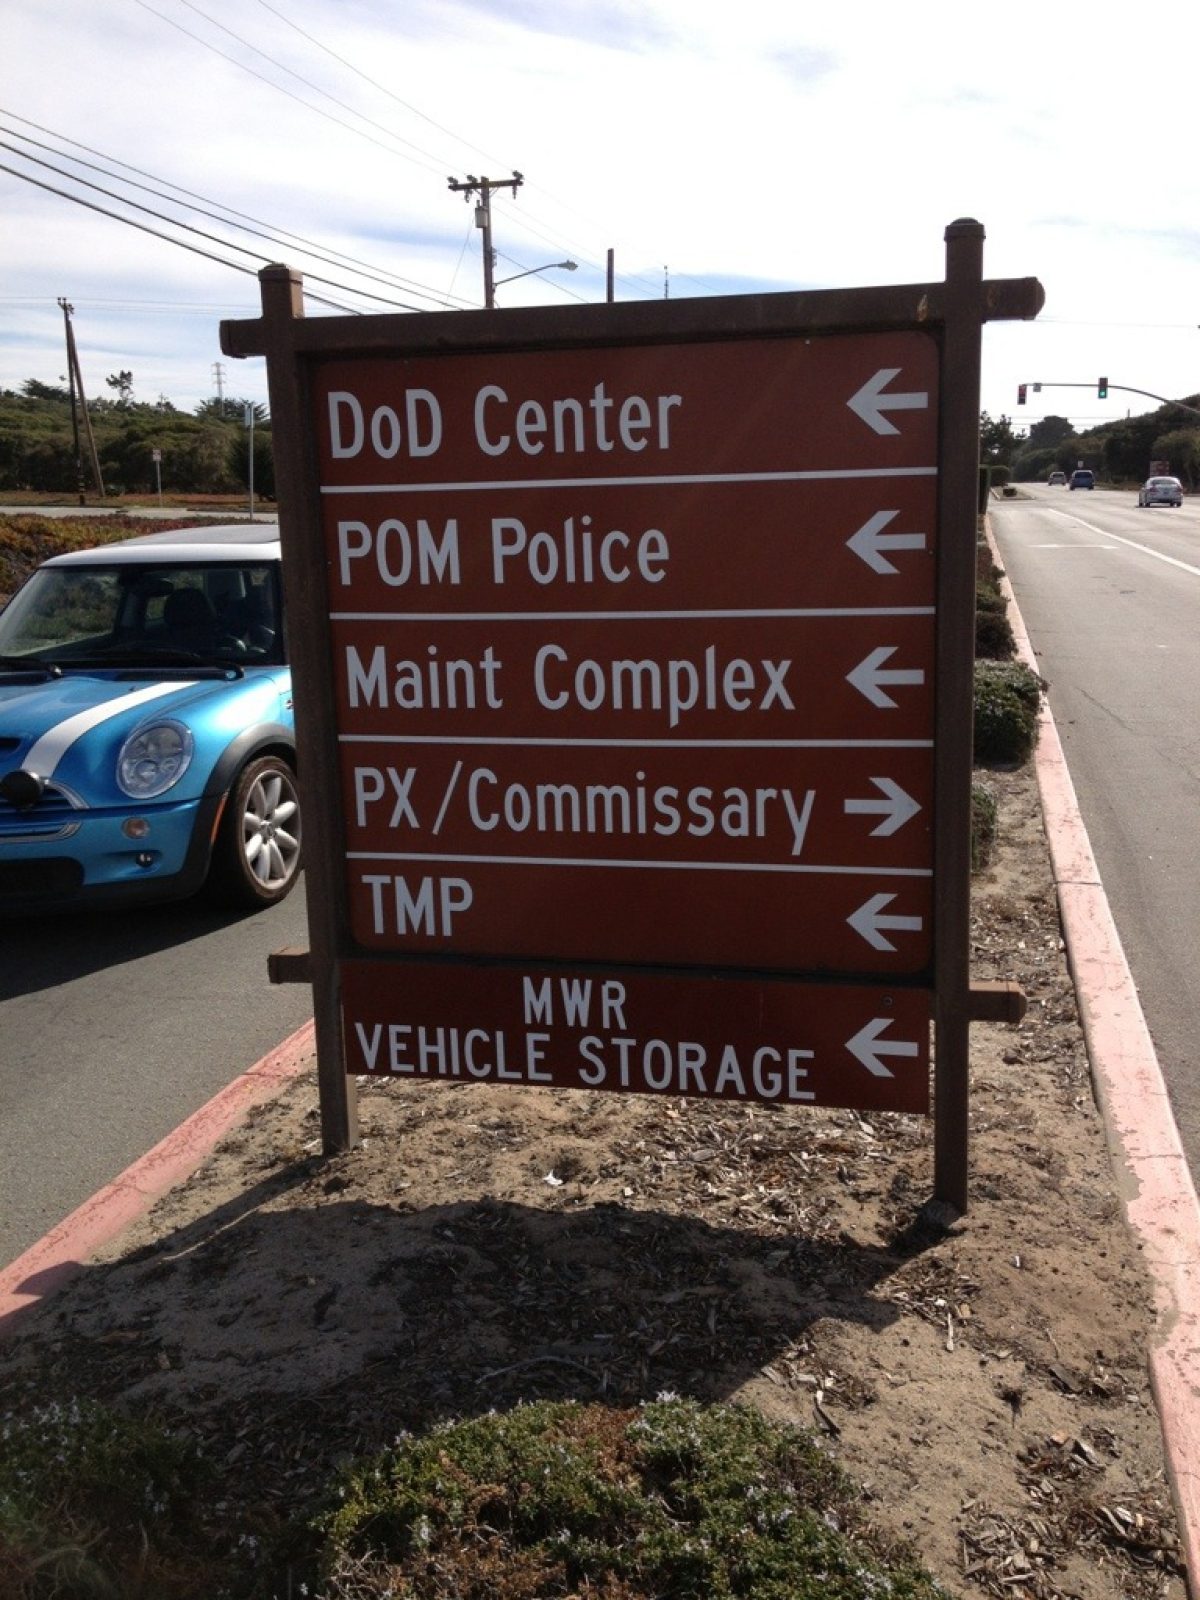 DoD Center
POM Police
Maint Complex
PX/Commissary
TMP
MWR
VEHICLE STORAGE